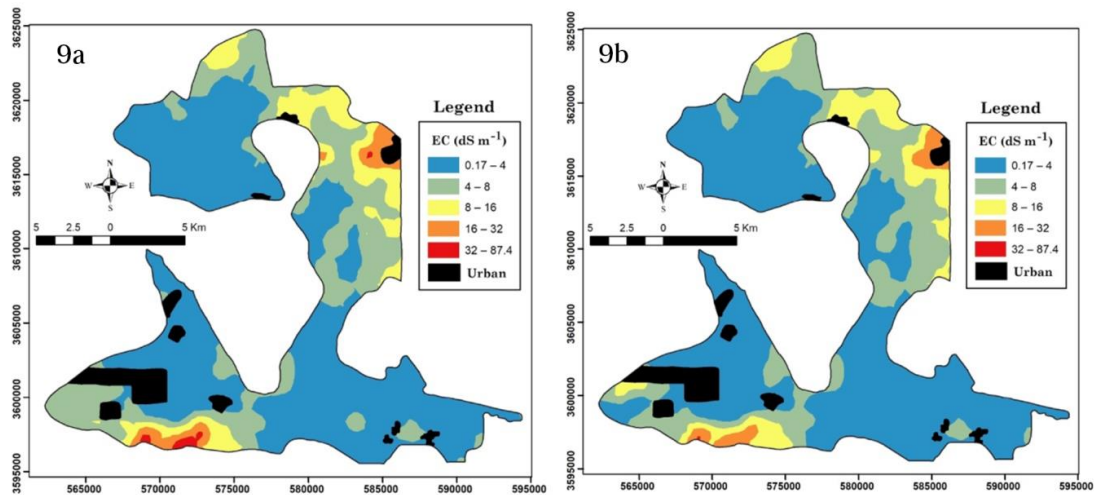 9a
3625000
3620000
3615000
3610000
3605000
3600000
3595000
N
W E
S
5 2.5 0 5 Km
Legend
EC (dS m⁻¹)
0.17 – 4
4 – 8
8 – 16
16 – 32
32 – 87.4
Urban
565000 570000 575000 580000 585000 590000 595000
9b
3625000
3620000
3615000
3610000
3605000
3600000
3595000
N
W E
S
5 2.5 0 5 Km
Legend
EC (dS m⁻¹)
0.17 – 4
4 – 8
8 – 16
16 – 32
32 – 87.4
Urban
565000 570000 575000 580000 585000 590000 595000